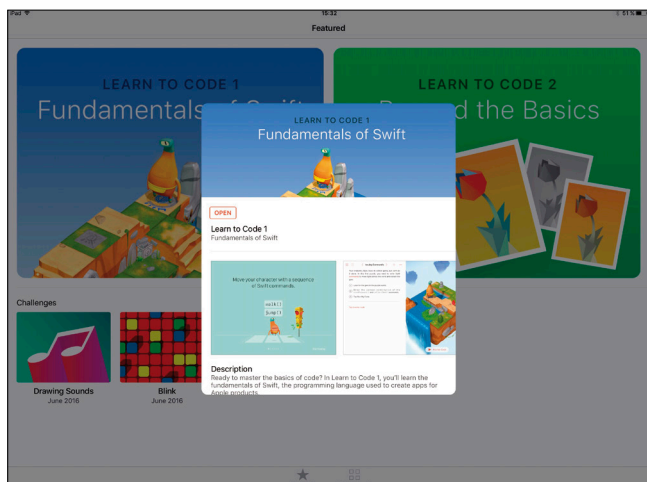 iPad
15:32
51 %
Featured
LEARN TO CODE 1
Fundamentals of Swift
LEARN TO CODE 2
Beyond the Basics
LEARN TO CODE 1
Fundamentals of Swift
OPEN
Learn to Code 1
Fundamentals of Swift
Move your character with a sequence
of Swift commands.
walk()
jump()
Description
Ready to master the basics of code? In Learn to Code 1, you'll learn the
fundamentals of Swift, the programming language used to create apps for
Apple products.
Challenges
Drawing Sounds
June 2016
Blink
June 2016